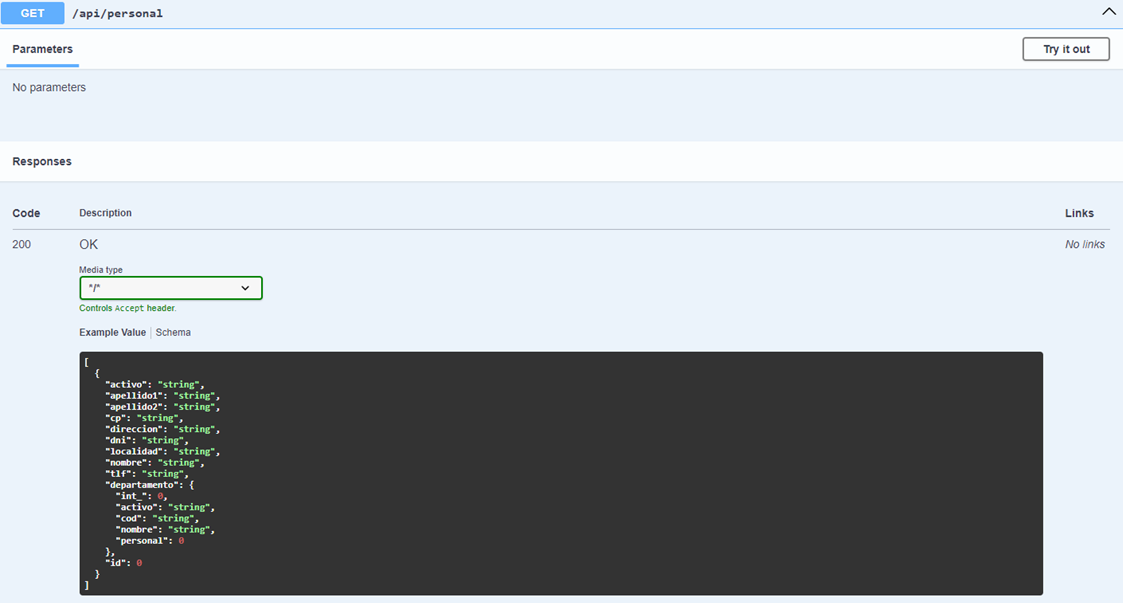 GET /api/personal
Parameters
Try it out
No parameters
Responses
Code Description Links
200 OK No links
Media type
*/*
Controls Accept header.
Example Value Schema
[
{
"activo": "string",
"apellido1": "string",
"apellido2": "string",
"cp": "string",
"direccion": "string",
"dni": "string",
"localidad": "string",
"nombre": "string",
"tlf": "string",
"departamento": {
"int_": 0,
"activo": "string",
"cod": "string",
"nombre": "string",
"personal": 0
},
"id": 0
}
]